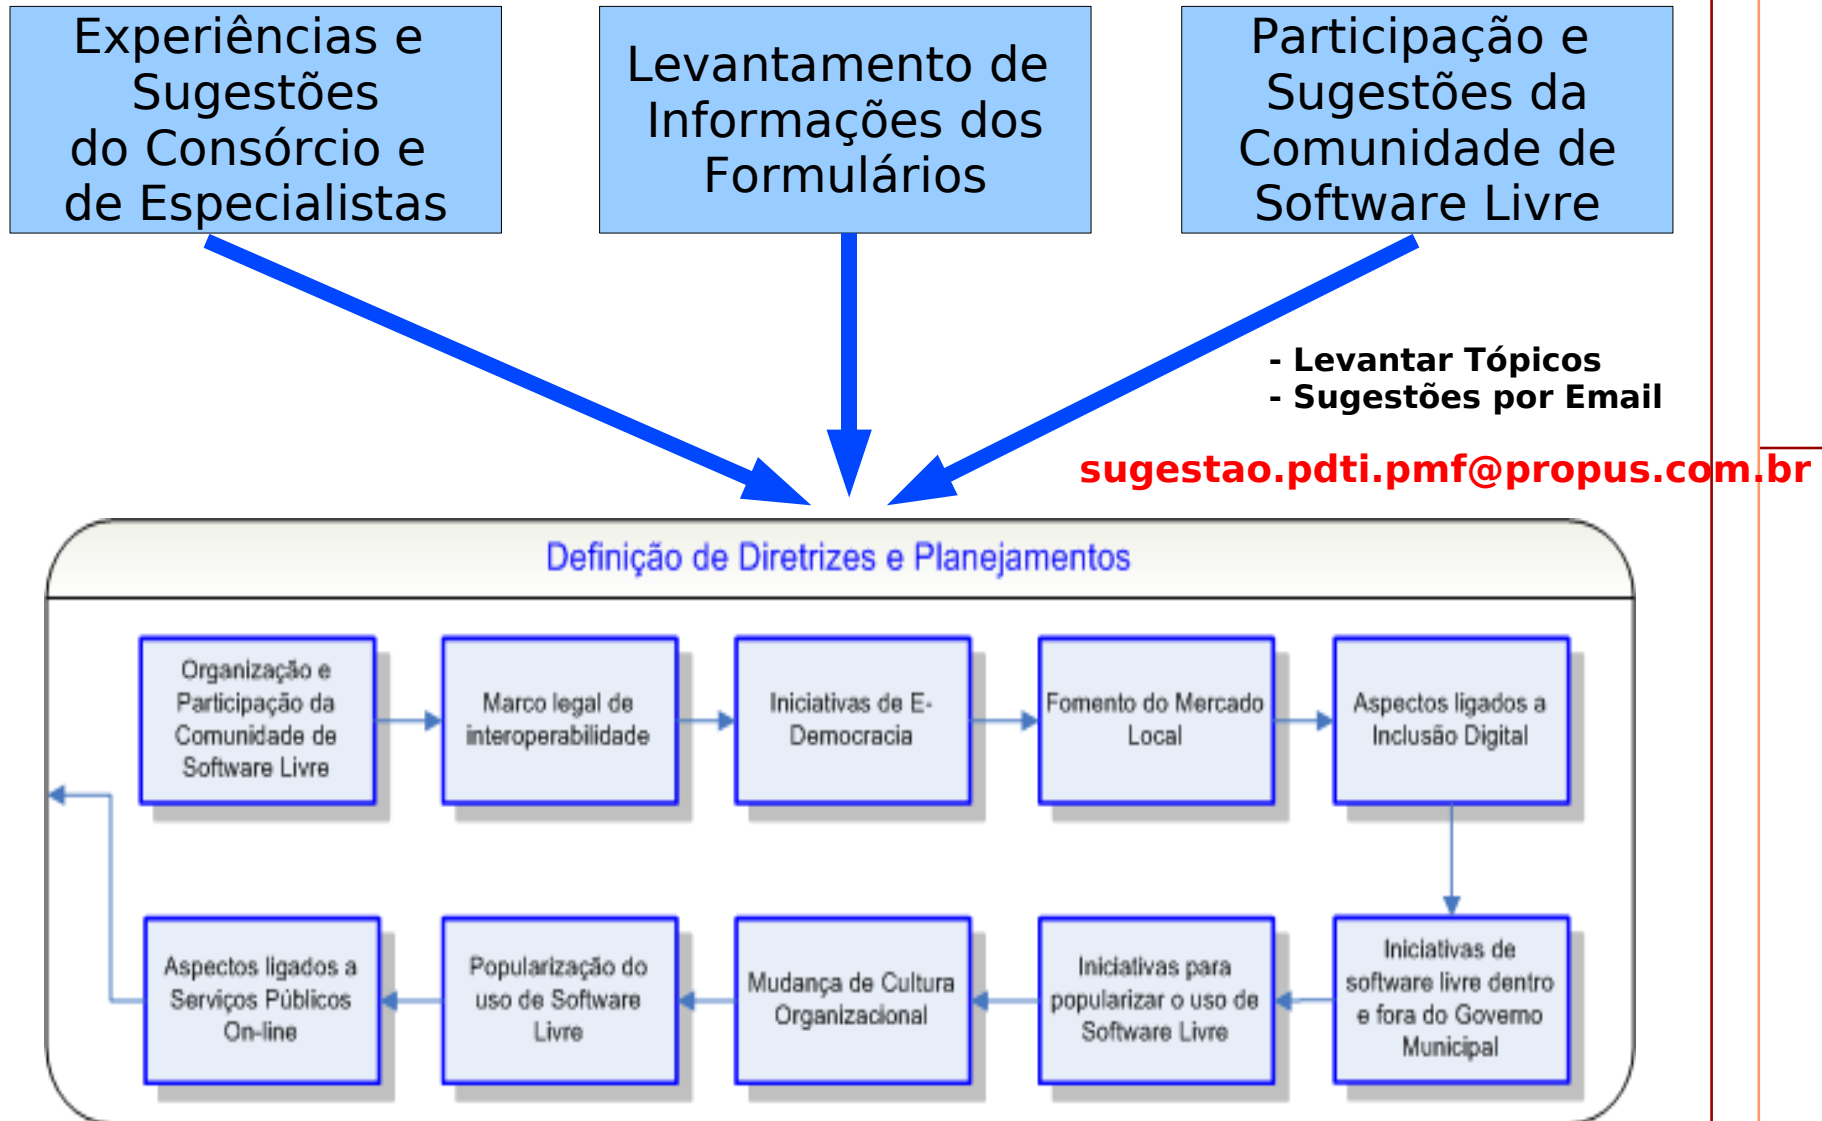 Experiências e
Sugestões
do Consórcio e
de Especialistas
Levantamento de
Informações dos
Formulários
Participação e
Sugestões da
Comunidade de
Software Livre
- Levantar Tópicos
- Sugestões por Email
sugestao.pdti.pmf@propus.com.br
Definição de Diretrizes e Planejamentos
Organização e
Participação da
Comunidade de
Software Livre
Marco legal de
interoperabilidade
Iniciativas de E-
Democracia
Fomento do Mercado
Local
Aspectos ligados a
Inclusão Digital
Iniciativas de
software livre dentro
e fora do Governo
Municipal
Iniciativas para
popularizar o uso de
Software Livre
Mudança de Cultura
Organizacional
Popularização do
uso de Software
Livre
Aspectos ligados a
Serviços Públicos
On-line